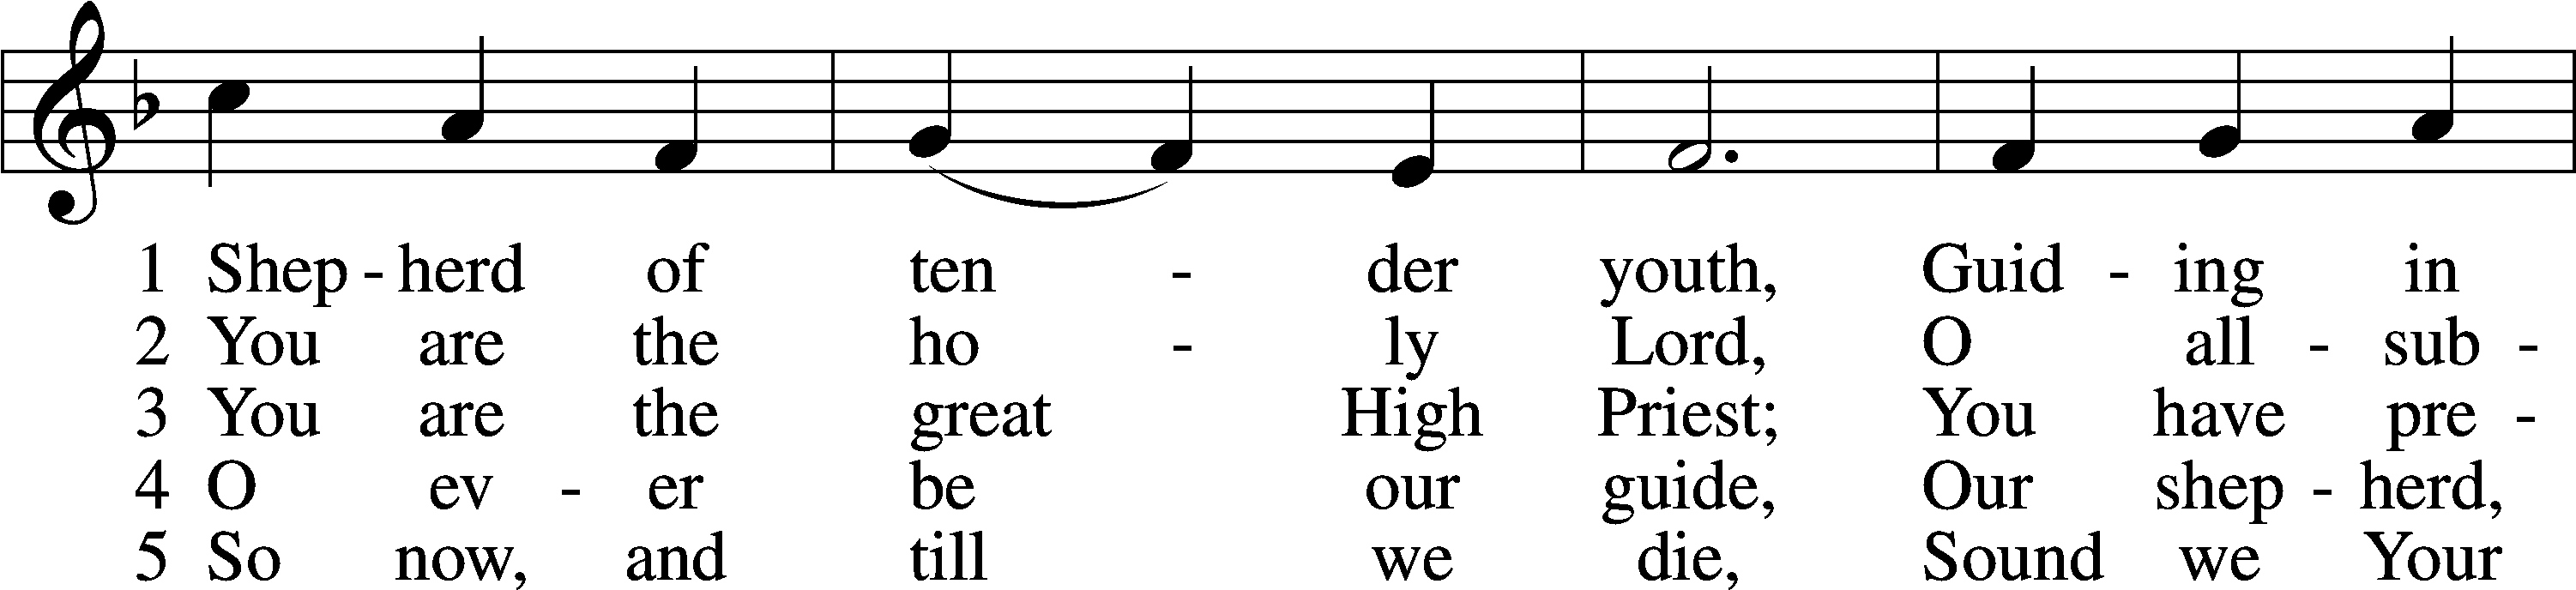 1 Shep - herd of ten - der youth, Guid - ing in
2 You are the ho - ly Lord, O all - sub -
3 You are the great High Priest; You have pre -
4 O ev - er be our guide, Our shep - herd,
5 So now, and till we die, Sound we Your